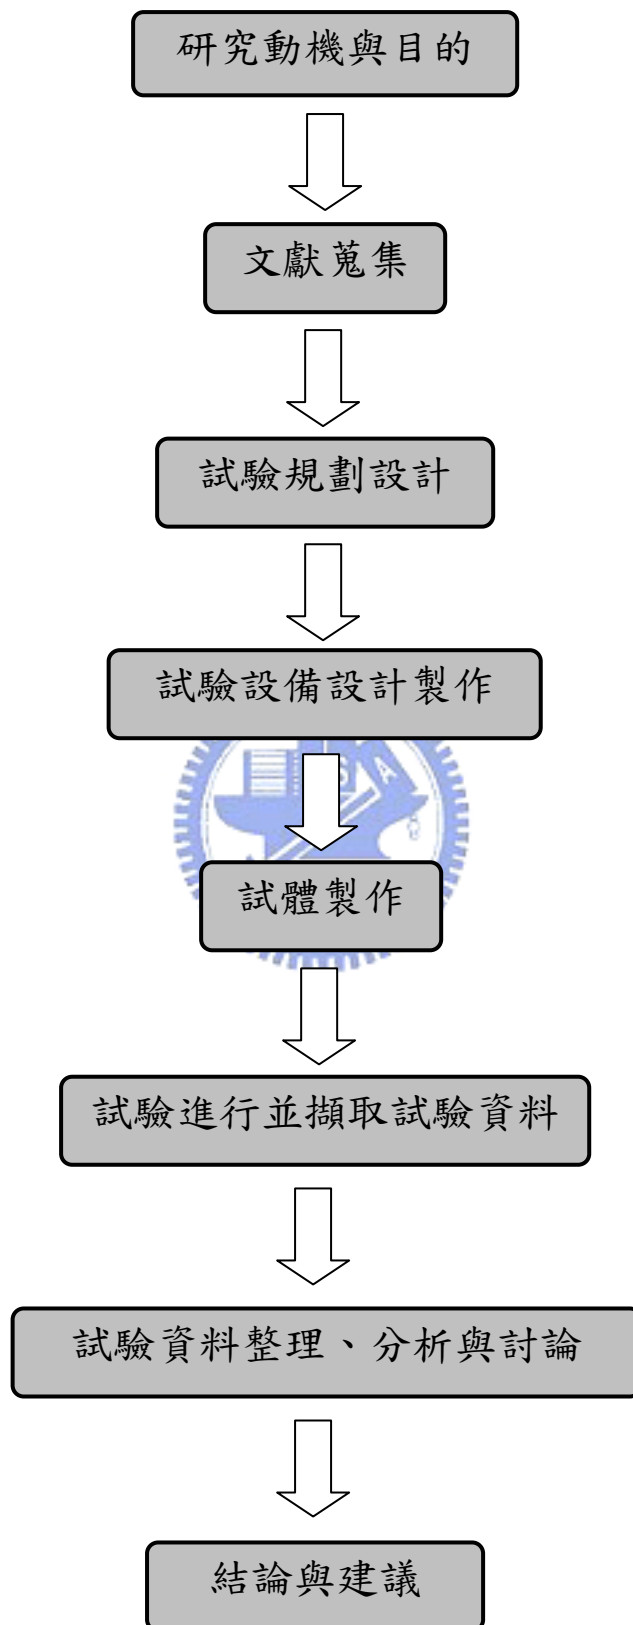 研究動機與目的
文獻蒐集
試驗規劃設計
試驗設備設計製作
試體製作
試驗進行並擷取試驗資料
試驗資料整理、分析與討論
結論與建議